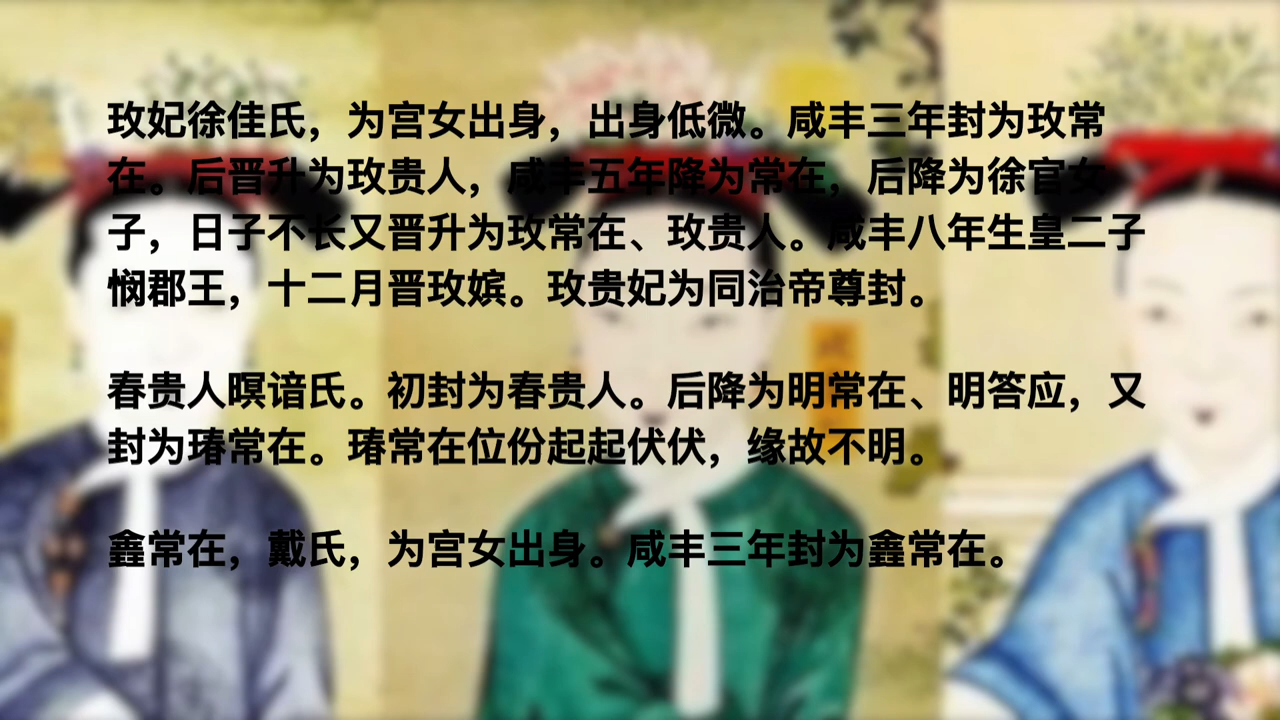 玫妃徐佳氏，为宫女出身，出身低微。咸丰三年封为玫常
在。后晋升为玫贵人，咸丰五年降为常在，后降为徐官女
子，日子不长又晋升为玫常在、玫贵人。咸丰八年生皇二子
悯郡王，十二月晋玫嫔。玫贵妃为同治帝尊封。
春贵人暝谙氏。初封为春贵人。后降为明常在、明答应，又
封为瑃常在。瑃常在位份起起伏伏，缘故不明。
鑫常在，戴氏，为宫女出身。咸丰三年封为鑫常在。